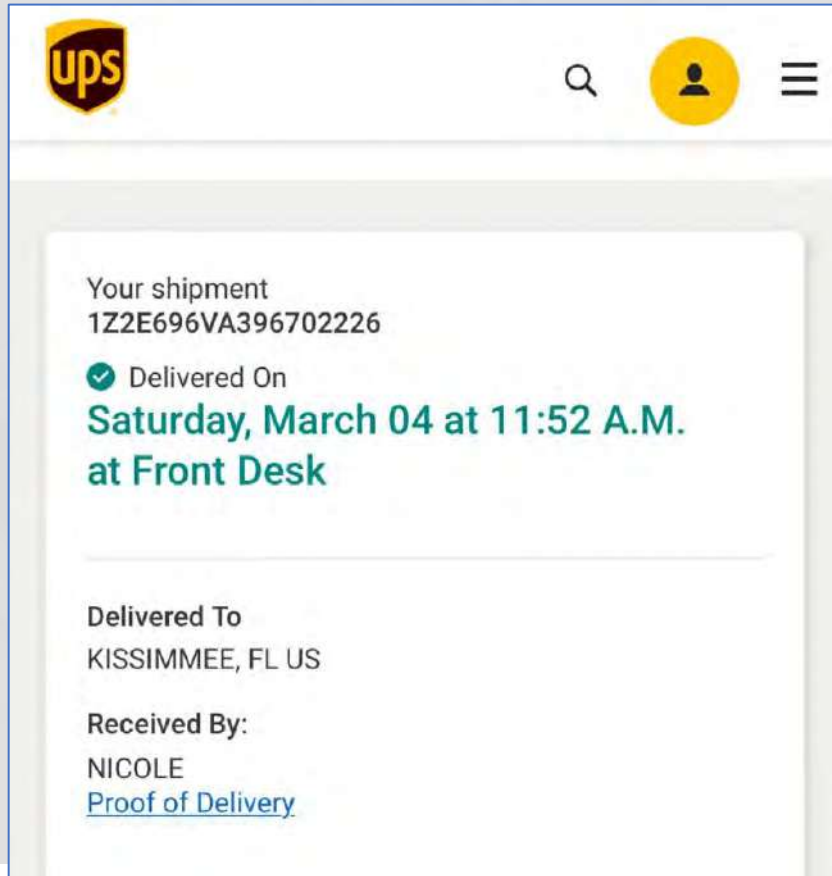 ups
Your shipment
1Z2E696VA396702226
Delivered On
Saturday, March 04 at 11:52 A.M.
at Front Desk
Delivered To
KISSIMMEE, FL US
Received By:
NICOLE
Proof of Delivery